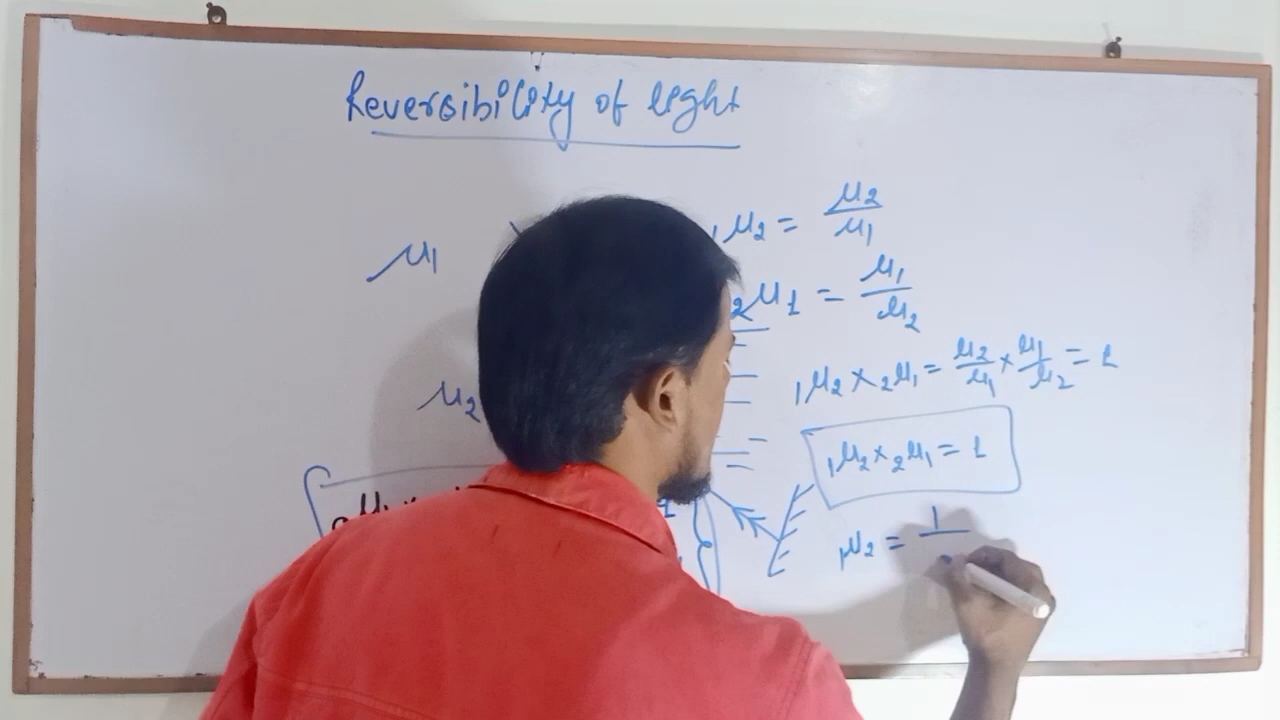 Reversibility of light
μ1
μ2
₁μ₂ = μ₂/μ₁
₂μ₁ = μ₁/μ₂
₁μ₂ × ₂μ₁ = μ₂/μ₁ × μ₁/μ₂ = 1
₁μ₂ × ₂μ₁ = 1
₁μ₂ = 1/